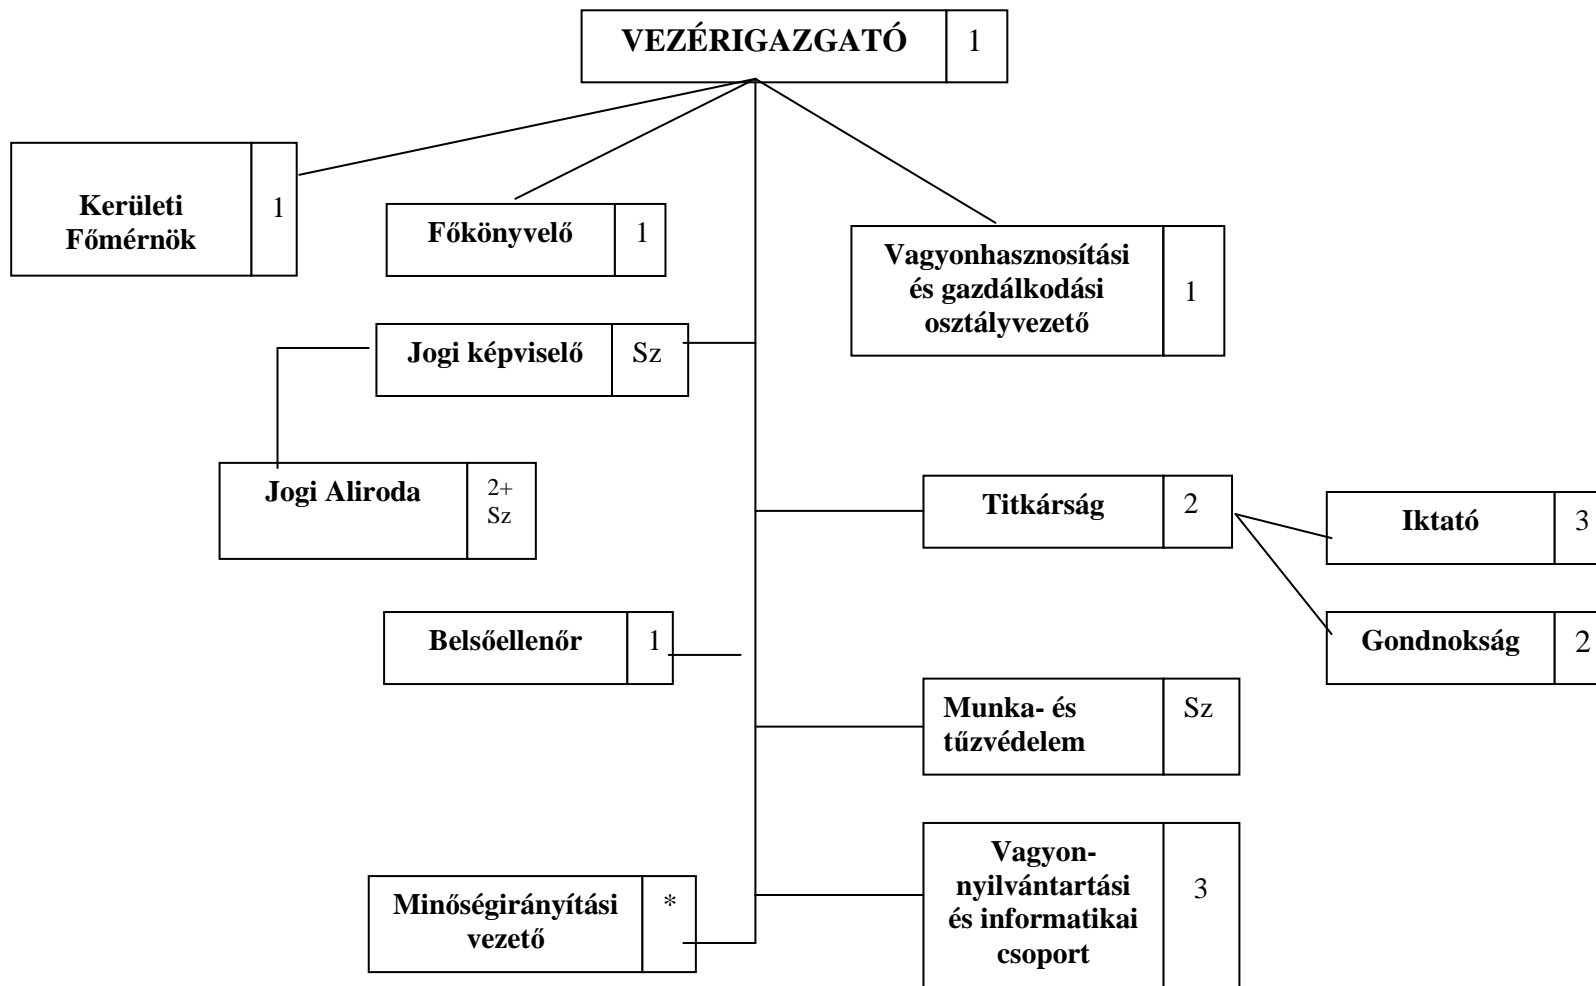 VEZÉRIGAZGATÓ 1
Kerületi
Főmérnök
1
Főkönyvelő 1
Vagyonhasznosítási
és gazdálkodási
osztályvezető
1
Jogi képviselő Sz
Jogi Aliroda
2+
Sz
Titkárság 2
Iktató 3
Belsőellenőr 1
Gondnokság 2
Munka- és
tűzvédelem
Sz
Minőségirányítási
vezető
*
Vagyon-
nyilvántartási
és informatikai
csoport
3